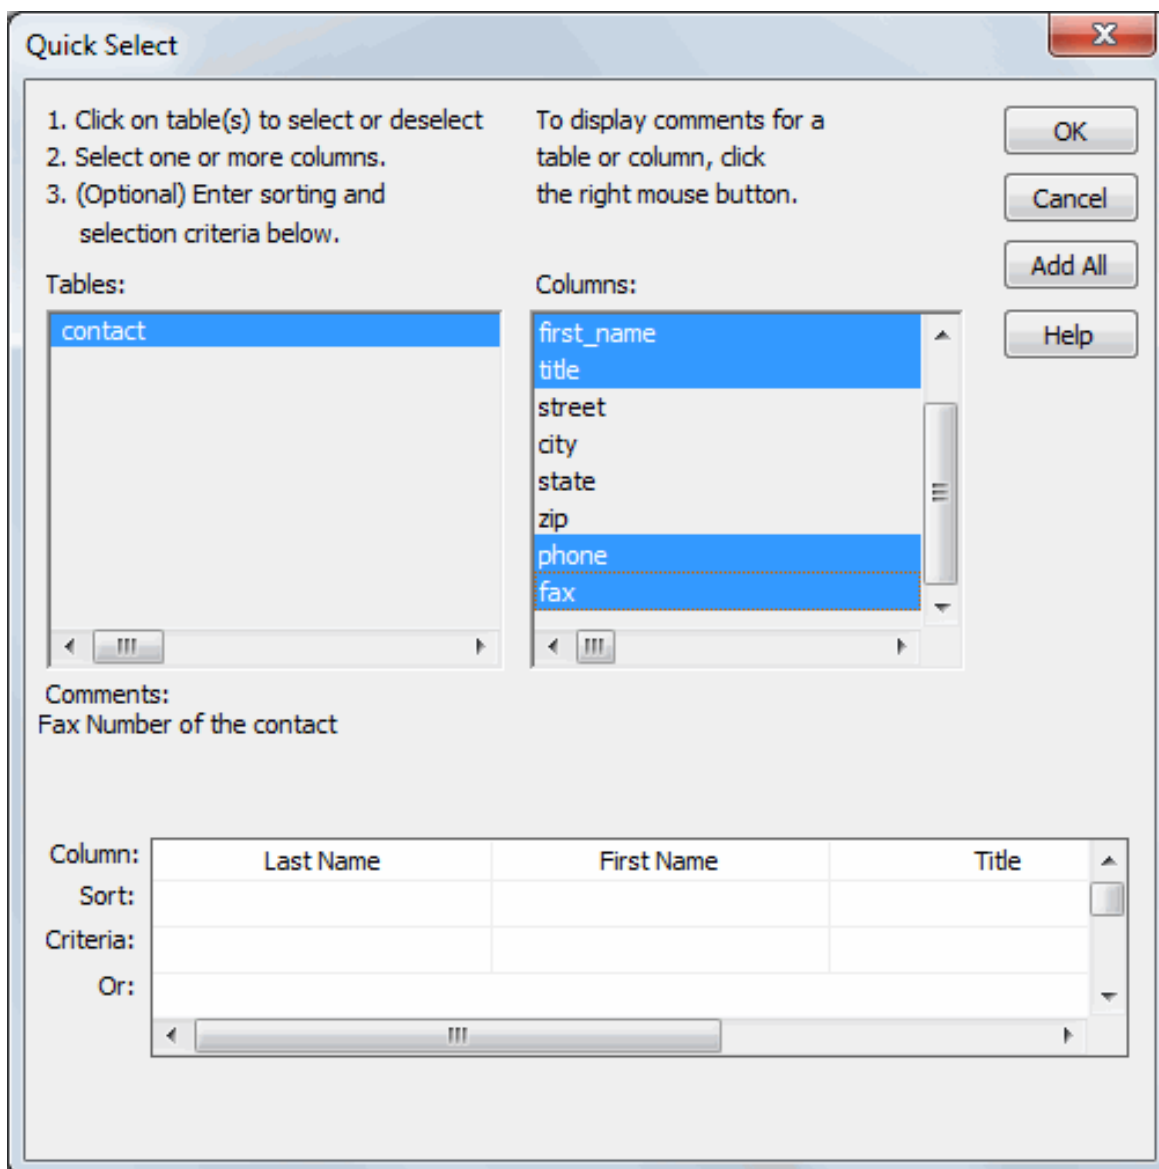 Quick Select
1. Click on table(s) to select or deselect
2. Select one or more columns.
3. (Optional) Enter sorting and
selection criteria below.
To display comments for a
table or column, click
the right mouse button.
OK
Cancel
Add All
Help
Tables:
contact
Columns:
first_name
title
street
city
state
zip
phone
fax
Comments:
Fax Number of the contact
Column: Last Name First Name Title
Sort:
Criteria:
Or: